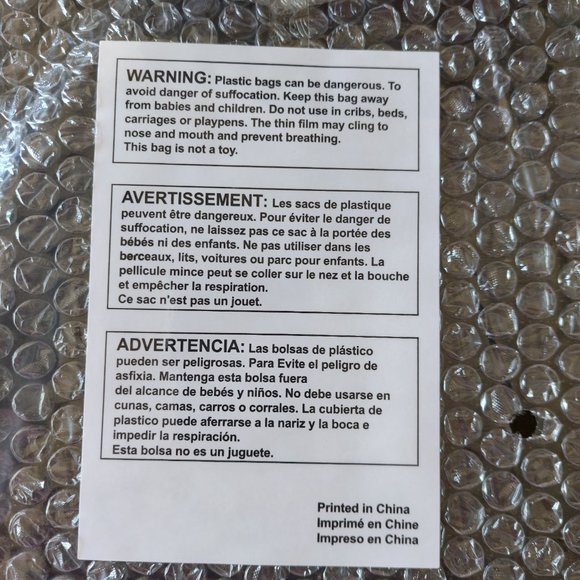 WARNING: Plastic bags can be dangerous. To
avoid danger of suffocation. Keep this bag away
from babies and children. Do not use in cribs, beds,
carriages or playpens. The thin film may cling to
nose and mouth and prevent breathing.
This bag is not a toy.
AVERTISSEMENT: Les sacs de plastique
peuvent être dangereux. Pour éviter le danger de
suffocation, ne laissez pas ce sac à la portée des
bébés ni des enfants. Ne pas utiliser dans les
berceaux, lits, voitures ou parc pour enfants. La
pellicule mince peut se coller sur le nez et la bouche
et empêcher la respiration.
Ce sac n'est pas un jouet.
ADVERTENCIA: Las bolsas de plástico
pueden ser peligrosas. Para Evite el peligro de
asfixia. Mantenga esta bolsa fuera
del alcance de bebés y niños. No debe usarse en
cunas, camas, carros o corrales. La cubierta de
plastico puede aferrarse a la nariz y la boca e
impedir la respiración.
Esta bolsa no es un juguete.
Printed in China
Imprimé en Chine
Impreso en China